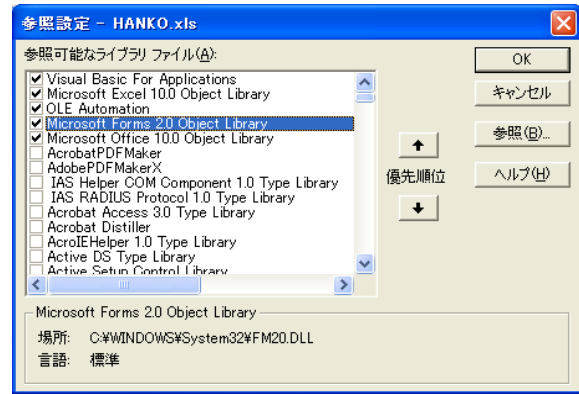 参照設定 - HANKO.xls
参照可能なライブラリ ファイル(A):
Visual Basic For Applications
Microsoft Excel 10.0 Object Library
OLE Automation
Microsoft Forms 2.0 Object Library
Microsoft Office 10.0 Object Library
AcrobatPDFMaker
AdobePDFMakerX
IAS Helper COM Component 1.0 Type Library
IAS RADIUS Protocol 1.0 Type Library
Acrobat Access 3.0 Type Library
Acrobat Distiller
AcroIEHelper 1.0 Type Library
Active DS Type Library
Active Setup Control Library
優先順位
OK
キャンセル
参照(B)...
ヘルプ(H)
Microsoft Forms 2.0 Object Library
場所: C:¥WINDOWS¥System32¥FM20.DLL
言語: 標準